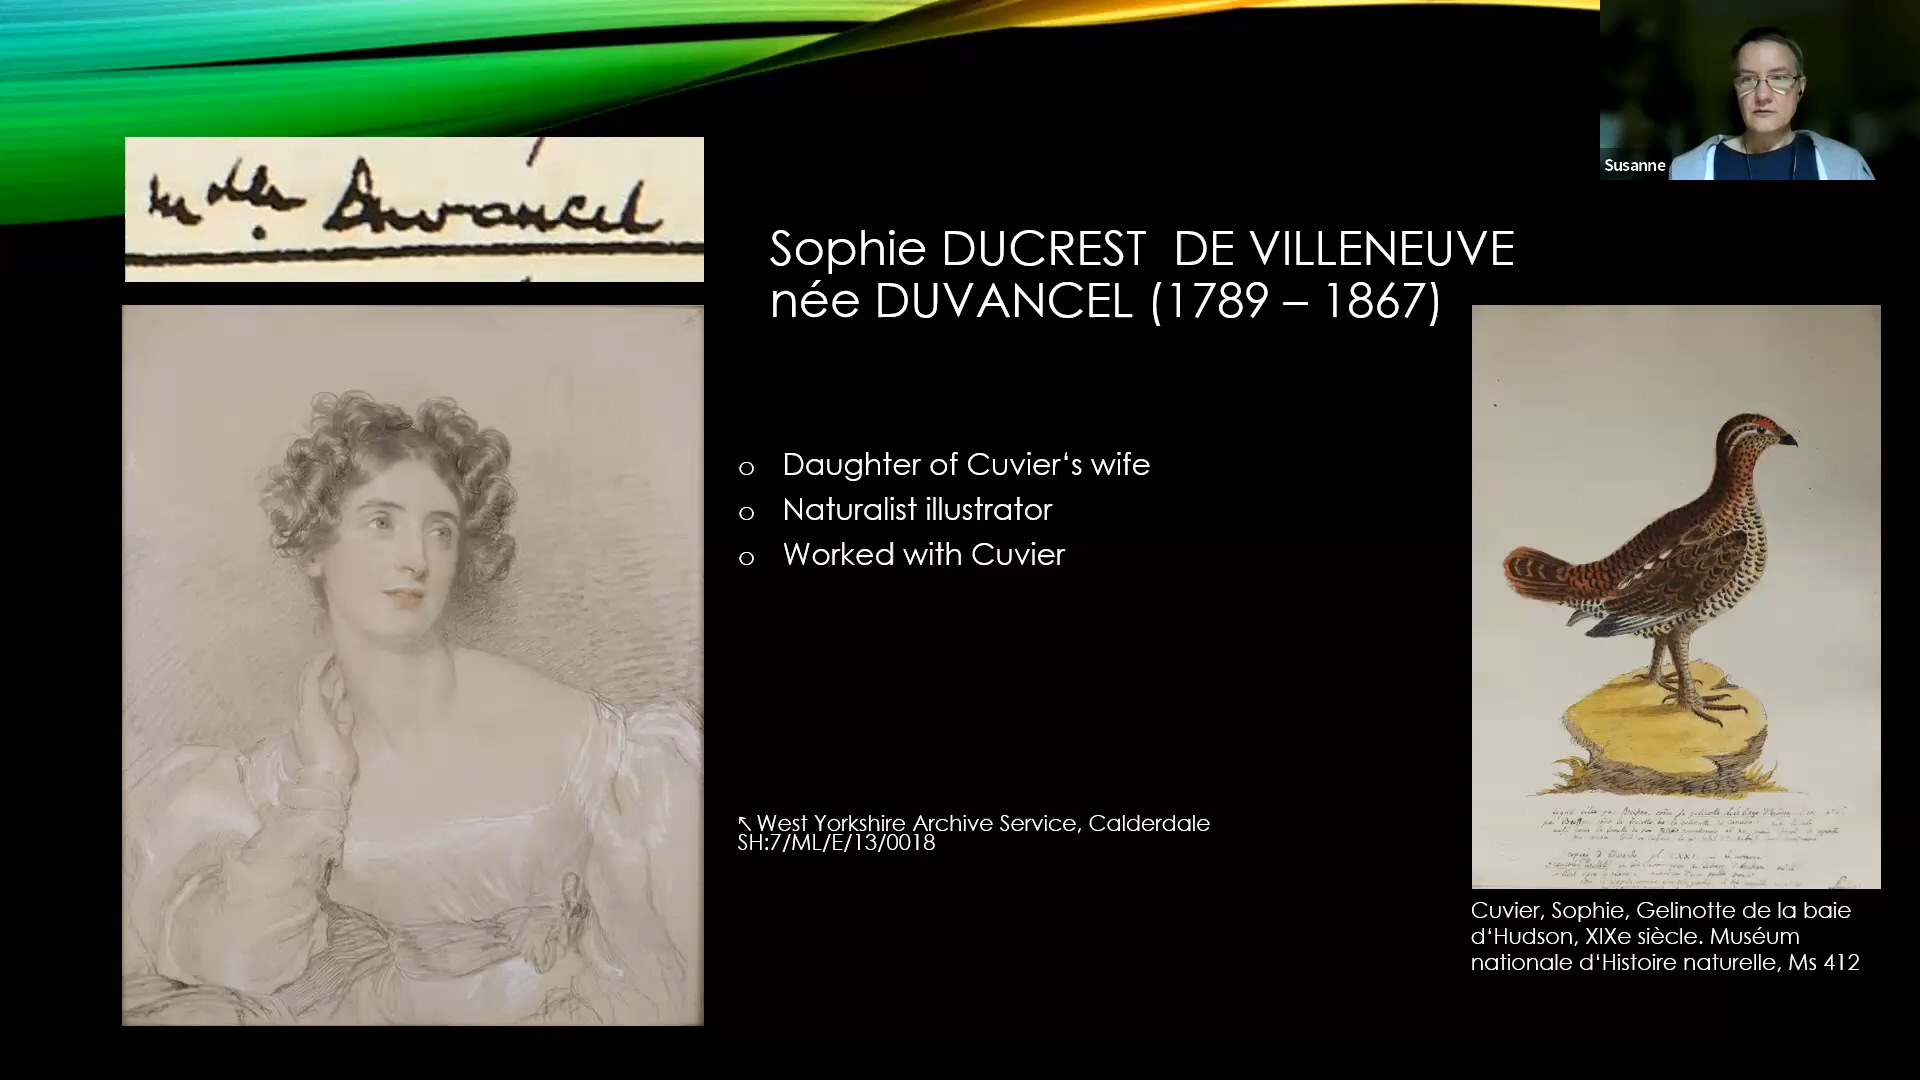 Susanne
mdlle. Duvancel
Sophie DUCREST DE VILLENEUVE
née DUVANCEL (1789 – 1867)
o Daughter of Cuvier‘s wife
o Naturalist illustrator
o Worked with Cuvier
↖ West Yorkshire Archive Service, Calderdale
SH:7/ML/E/13/0018
Cuvier, Sophie, Gelinotte de la baie
d‘Hudson, XIXe siècle. Muséum
nationale d‘Histoire naturelle, Ms 412